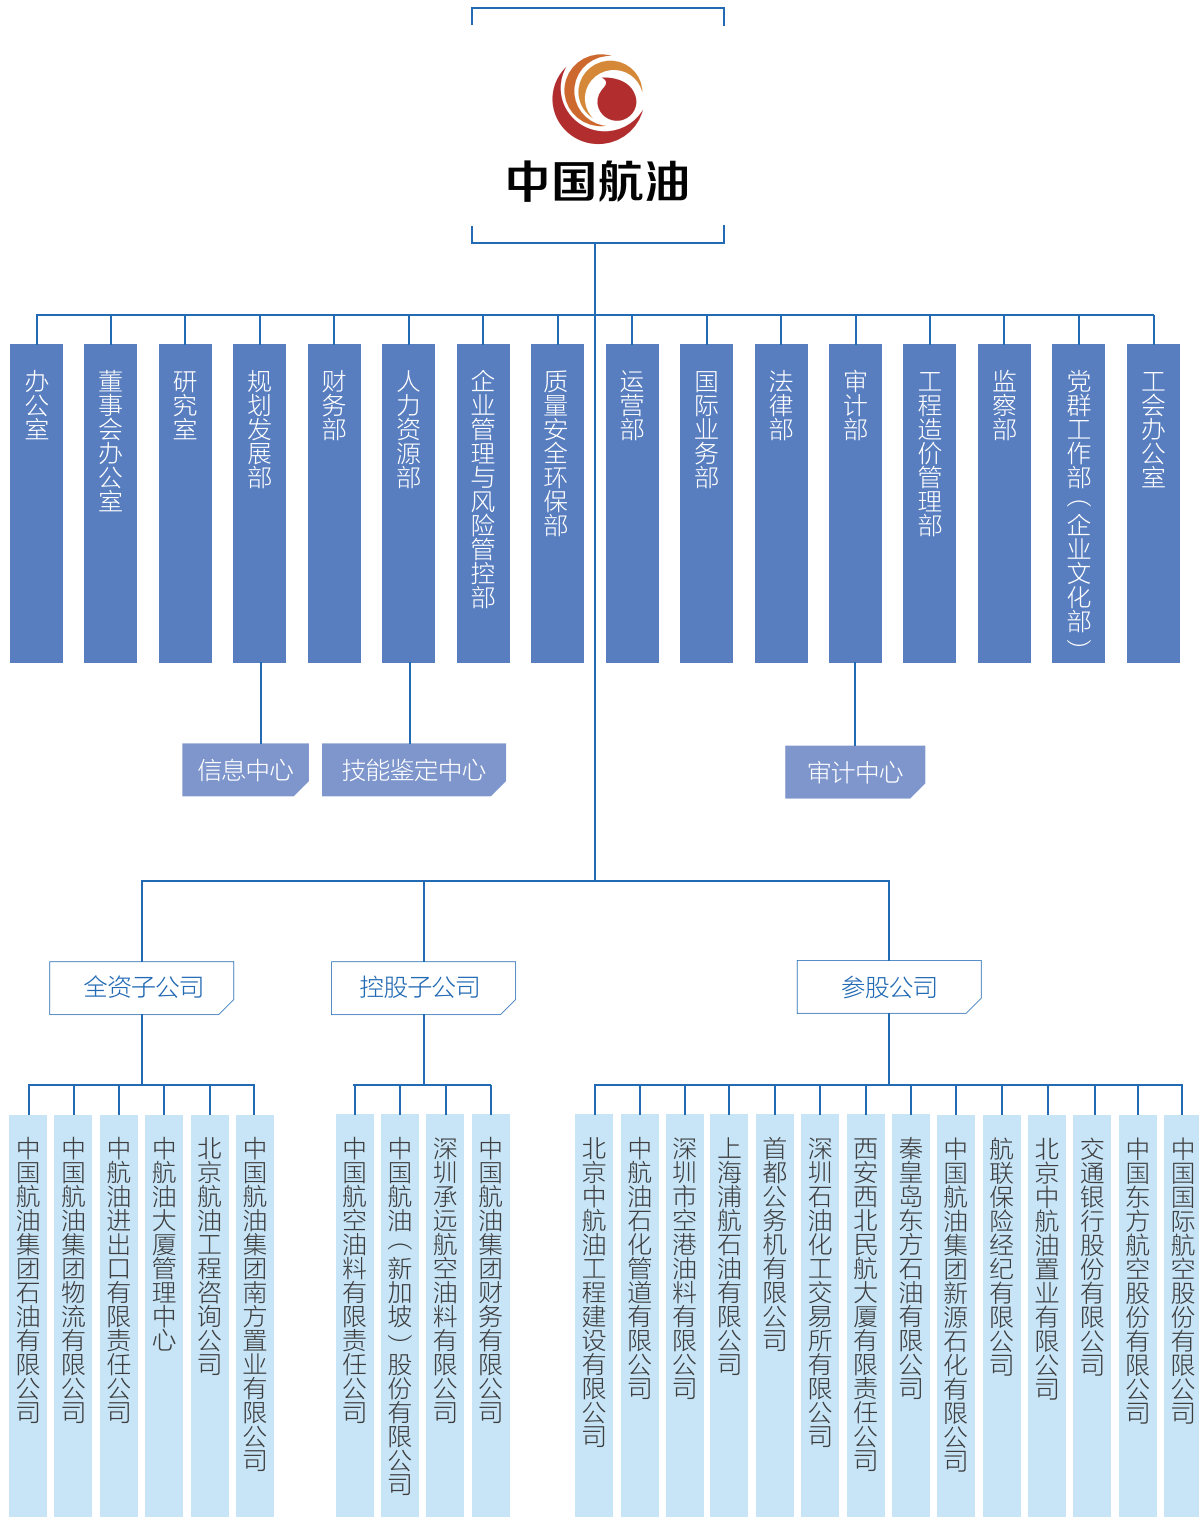 中国航油
办公室
董事会办公室
研究室
规划发展部
财务部
人力资源部
企业管理与风险管控部
质量安全环保部
运营部
国际业务部
法律部
审计部
工程造价管理部
监察部
党群工作部（企业文化部）
工会办公室
信息中心
技能鉴定中心
审计中心
全资子公司
控股子公司
参股公司
中国航油集团石油有限公司
中国航油集团物流有限公司
中航油进出口有限责任公司
中航油大厦管理中心
北京航油工程咨询公司
中国航油集团南方置业有限公司
中国航空油料有限责任公司
中国航油（新加坡）股份有限公司
深圳承远航空油料有限公司
中国航油集团财务有限公司
北京中航油工程建设有限公司
中航油石化管道有限公司
深圳市空港油料有限公司
上海浦航石油有限公司
首都公务机有限公司
深圳石油化工交易所有限公司
西安西北民航大厦有限责任公司
秦皇岛东方石油有限公司
中国航油集团新源石化有限公司
航联保险经纪有限公司
北京中航油置业有限公司
交通银行股份有限公司
中国东方航空股份有限公司
中国国际航空股份有限公司